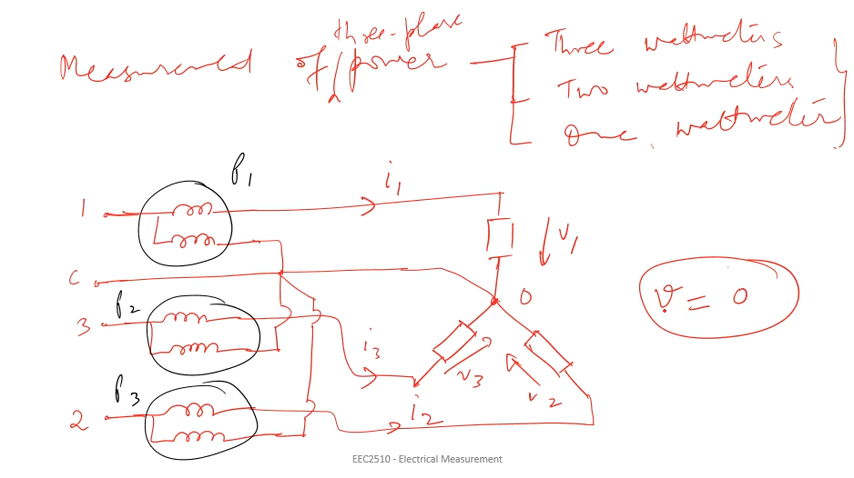 three-phase
Measurement of power
Three wattmeters
Two wattmeters
One wattmeter
P1
1
i1
v1
C
O
P2
3
i3
v3
v2
v = 0
P3
2
i2
EEC2510 - Electrical Measurement